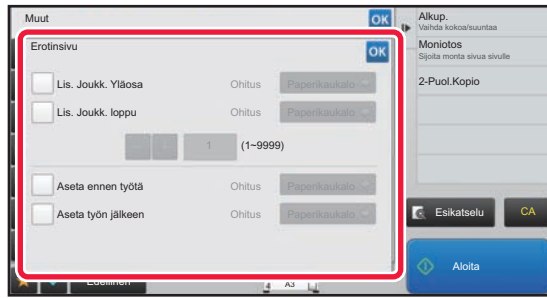 Muut
OK
Erotinsivu
OK
Lis. Joukk. Yläosa
Ohitus
Paperikaukalo
Lis. Joukk. loppu
Ohitus
Paperikaukalo
1
(1~9999)
Aseta ennen työtä
Ohitus
Paperikaukalo
Aseta työn jälkeen
Ohitus
Paperikaukalo
Edellinen
A3
Alkup.
Vaihda kokoa/suuntaa
Moniotos
Sijoita monta sivua sivulle
2-Puol.Kopio
Esikatselu
CA
Aloita